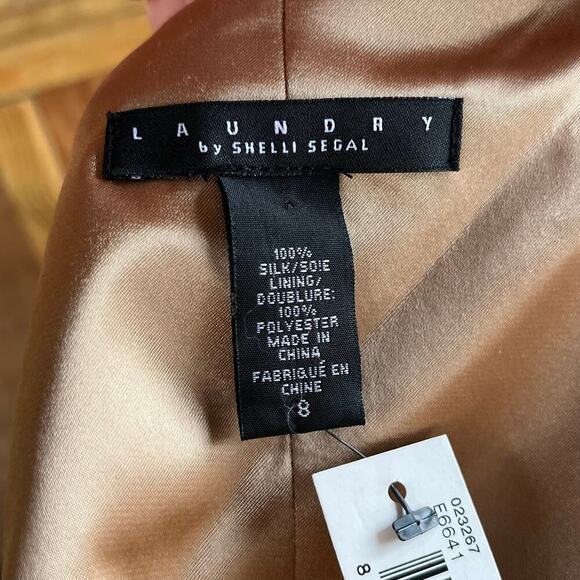 LAUNDRY
by SHELLI SEGAL
100%
SILK/SOIE
LINING/
DOUBLURE:
100%
POLYESTER
MADE IN
CHINA
FABRIQUÉ EN
CHINE
8
023267
E6641
8